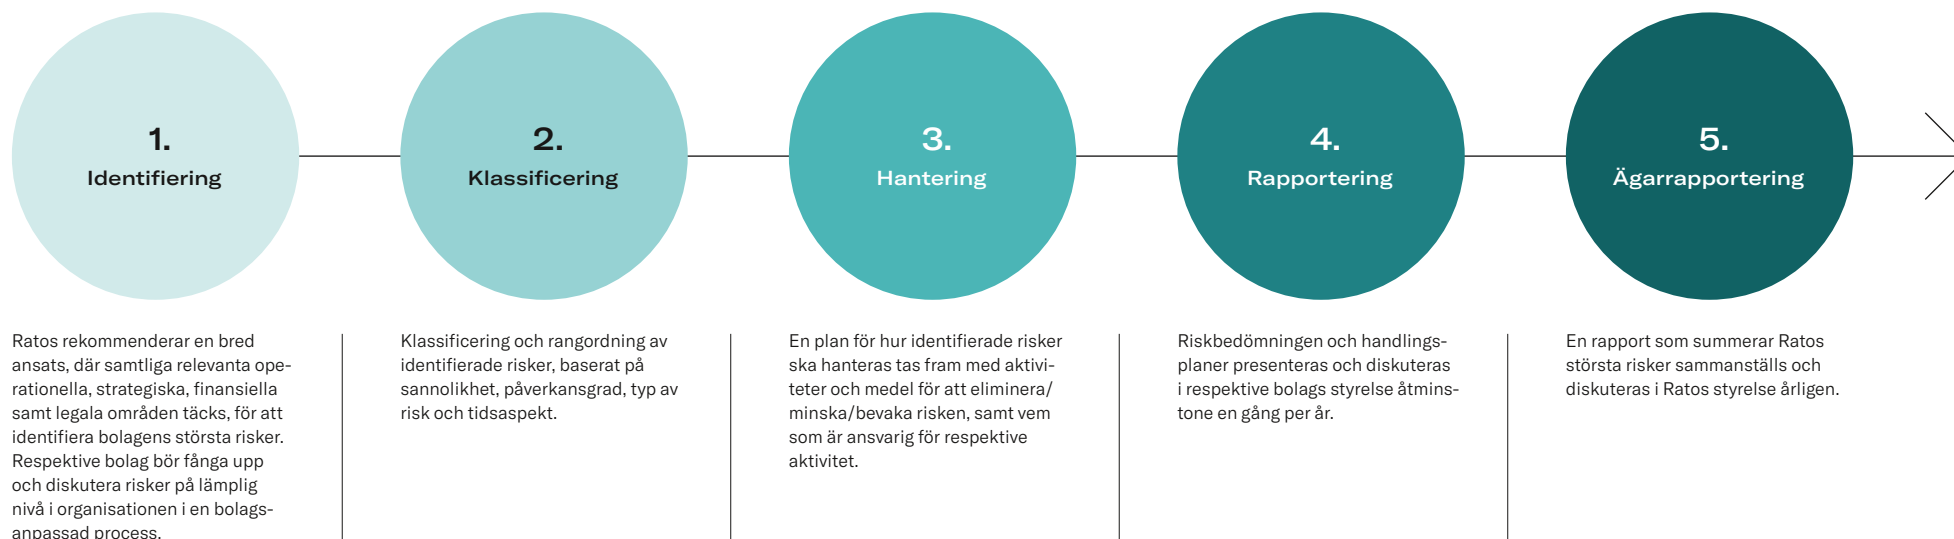 1.
Identifiering
2.
Klassificering
3.
Hantering
4.
Rapportering
5.
Ägarrapportering
Ratos rekommenderar en bred
ansats, där samtliga relevanta ope-
rationella, strategiska, finansiella
samt legala områden täcks, för att
identifiera bolagens största risker.
Respektive bolag bör fånga upp
och diskutera risker på lämplig
nivå i organisationen i en bolags-
anpassad process.
Klassificering och rangordning av
identifierade risker, baserat på
sannolikhet, påverkansgrad, typ av
risk och tidsaspekt.
En plan för hur identifierade risker
ska hanteras tas fram med aktivi-
teter och medel för att eliminera/
minska/bevaka risken, samt vem
som är ansvarig för respektive
aktivitet.
Riskbedömningen och handlings-
planer presenteras och diskuteras
i respektive bolags styrelse åtmins-
tone en gång per år.
En rapport som summerar Ratos
största risker sammanställs och
diskuteras i Ratos styrelse årligen.